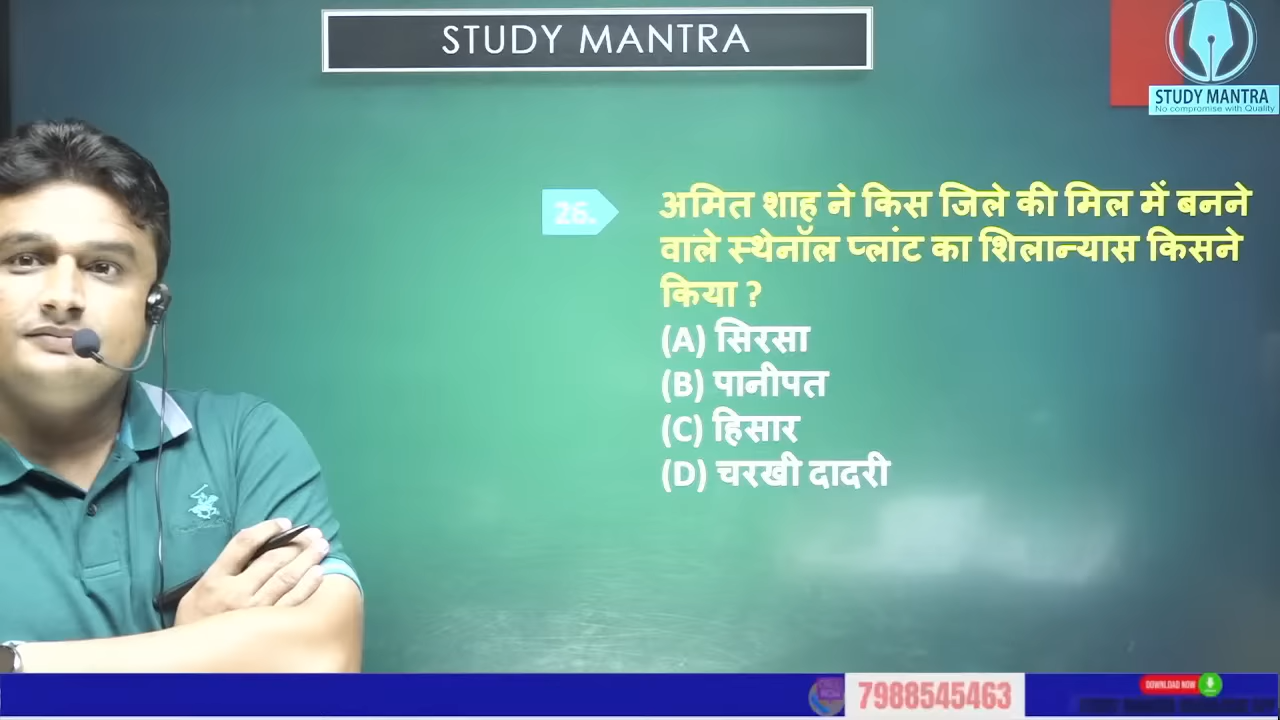 STUDY MANTRA
STUDY MANTRA
No compromise with Quality
26.
अमित शाह ने किस जिले की मिल में बनने
वाले स्थेनॉल प्लांट का शिलान्यास किसने
किया ?
(A) सिरसा
(B) पानीपत
(C) हिसार
(D) चरखी दादरी
7988545463
DOWNLOAD NOW